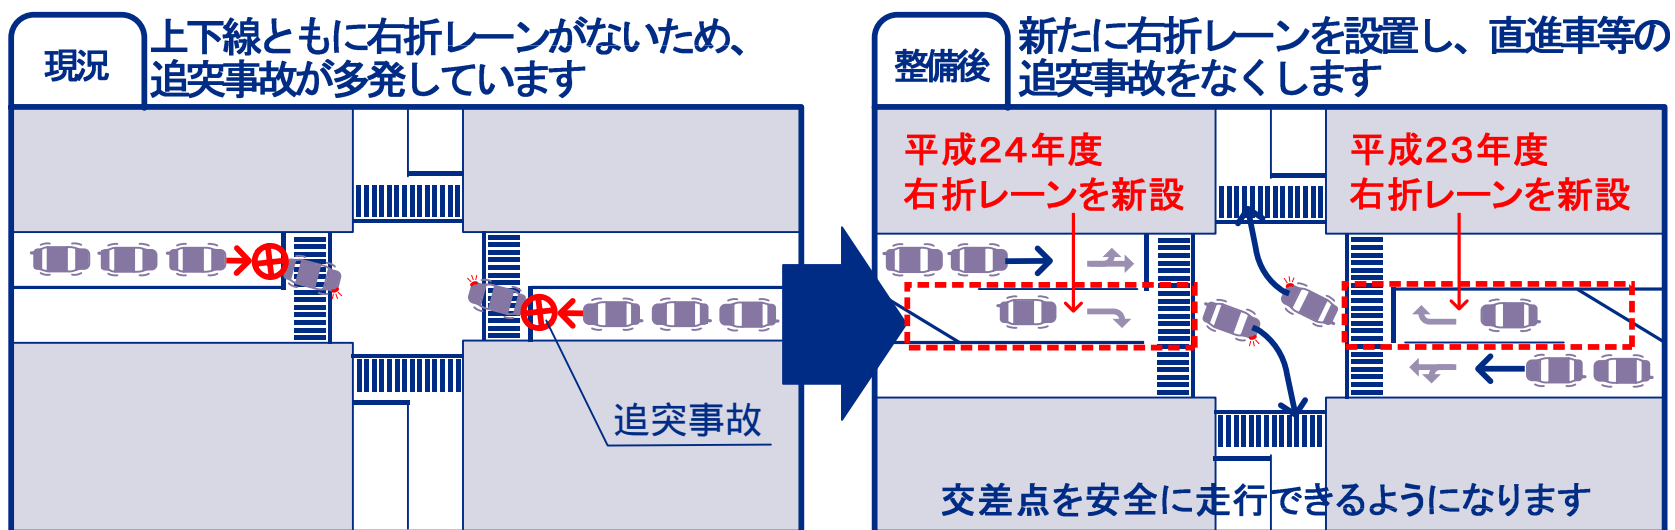 現況
上下線ともに右折レーンがないため、
追突事故が多発しています
追突事故
整備後
新たに右折レーンを設置し、直進車等の
追突事故をなくします
平成24年度
右折レーンを新設
平成23年度
右折レーンを新設
交差点を安全に走行できるようになります